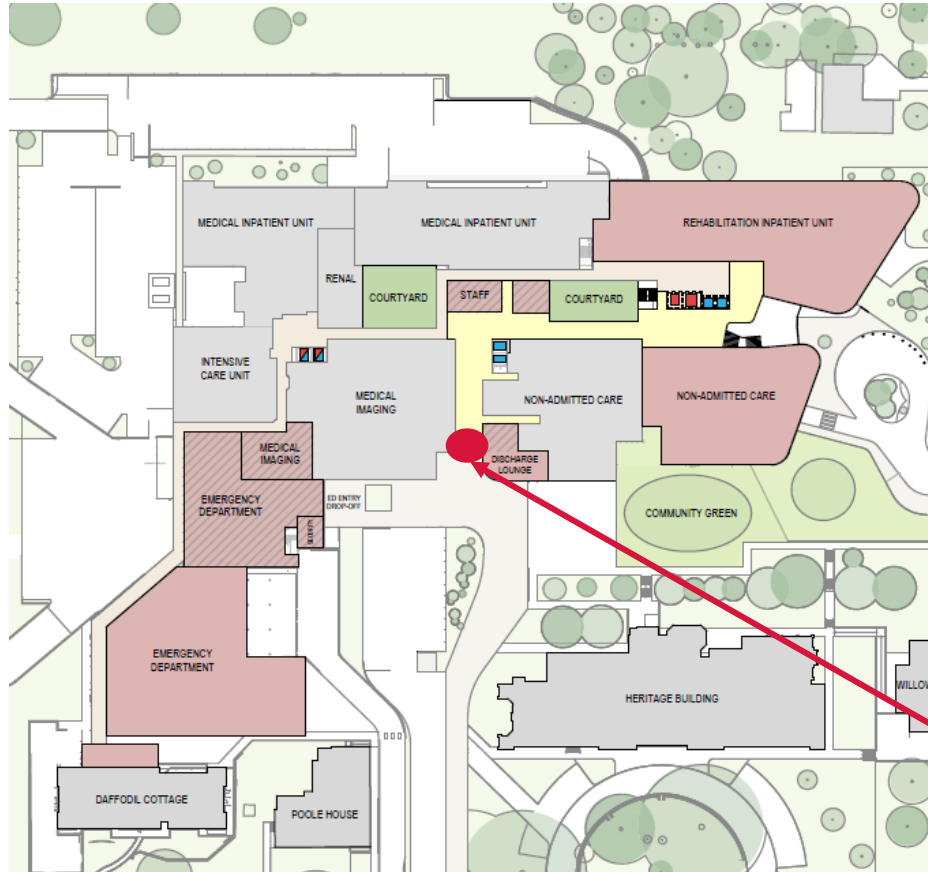 MEDICAL INPATIENT UNIT
MEDICAL INPATIENT UNIT
REHABILITATION INPATIENT UNIT
RENAL
COURTYARD
STAFF
COURTYARD
INTENSIVE
CARE UNIT
MEDICAL
IMAGING
NON-ADMITTED CARE
NON-ADMITTED CARE
MEDICAL
IMAGING
DISCHARGE
LOUNGE
EMERGENCY
DEPARTMENT
ED ENTRY
DROP-OFF
SECURITY
COMMUNITY GREEN
EMERGENCY
DEPARTMENT
HERITAGE BUILDING
WILLOW
DAFFODIL COTTAGE
POOLE HOUSE